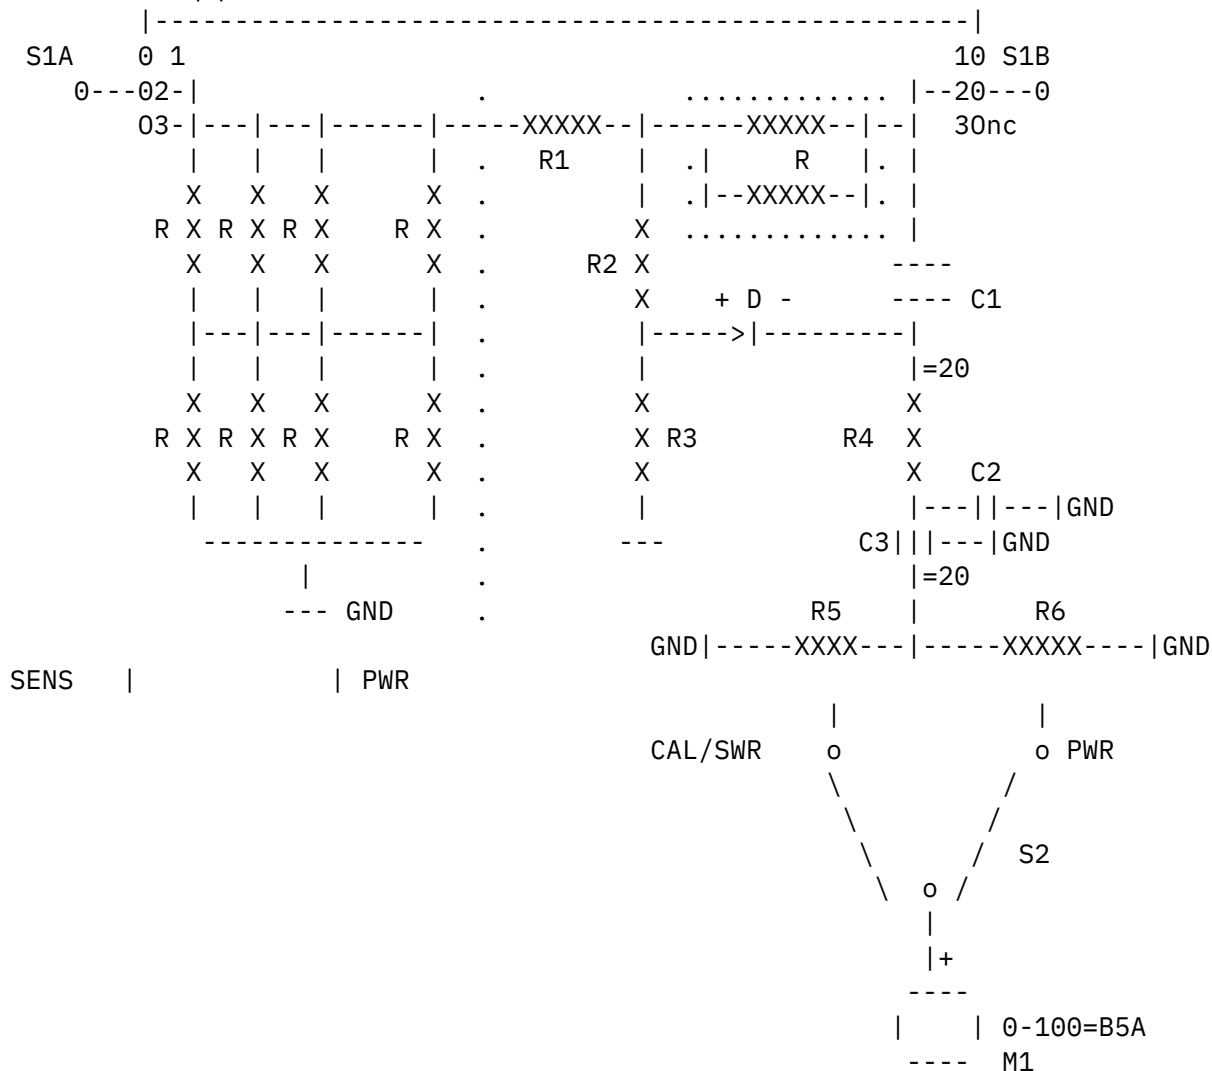 |-----------------------------------------------------|
S1A    0 1                                                10 S1B
0---02-|                  .            ............. |--20---0
O3-|---|---|------|-----XXXXX--|------XXXXX--|--|  3Onc
|   |   |      |  .   R1    |  .|     R   |. |
X   X   X      X  .         |  .|--XXXXX--|. |
R X R X R X    R X  .         X  ............. |
X   X   X      X  .      R2 X               ----
|   |   |      |  .         X    + D -      ---- C1
|---|---|------|  .         |----->|---------|
|   |   |      |  .         |                |=20
X   X   X      X  .         X                X
R X R X R X    R X  .         X R3         R4  X
X   X   X      X  .         X                X   C2
|   |   |      |  .         |                |---||---|GND
--------------   .        ---            C3|||---|GND
|          .                          |=20
--- GND        .                    R5    |       R6
GND|-----XXXX---|-----XXXXX----|GND
SENS   |            | PWR
|            |
CAL/SWR    o            o PWR
\          /
\        /
\      /  S2
\  o /
|
|+
----
|    | 0-100=B5A
----  M1